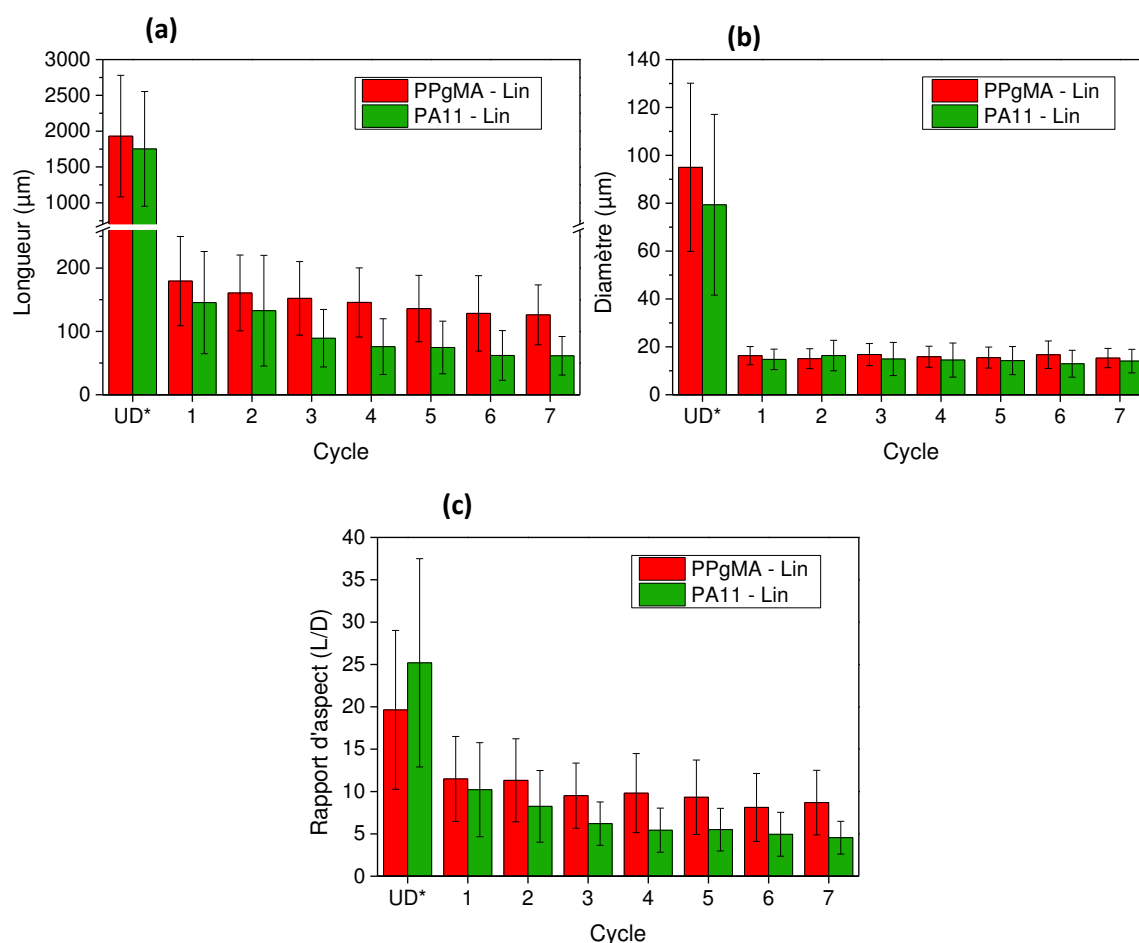 (a)
3000
2500
2000
1500
1000
200
100
0
Longueur (µm)
PPgMA - Lin
PA11 - Lin
UD* 1 2 3 4 5 6 7
Cycle
(b)
140
120
100
80
60
40
20
0
Diamètre (µm)
PPgMA - Lin
PA11 - Lin
UD* 1 2 3 4 5 6 7
Cycle
(c)
40
35
30
25
20
15
10
5
0
Rapport d'aspect (L/D)
PPgMA - Lin
PA11 - Lin
UD* 1 2 3 4 5 6 7
Cycle